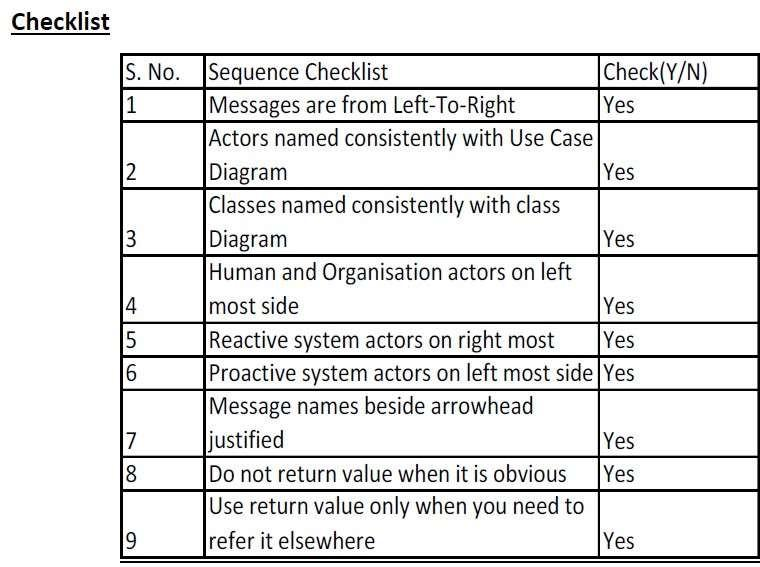 Checklist
S. No. Sequence Checklist Check(Y/N)
1 Messages are from Left-To-Right Yes
Actors named consistently with Use Case
2 Diagram Yes
Classes named consistently with class
3 Diagram Yes
Human and Organisation actors on left
4 most side Yes
5 Reactive system actors on right most Yes
6 Proactive system actors on left most side Yes
Message names beside arrowhead
7 justified Yes
8 Do not return value when it is obvious Yes
Use return value only when you need to
9 refer it elsewhere Yes